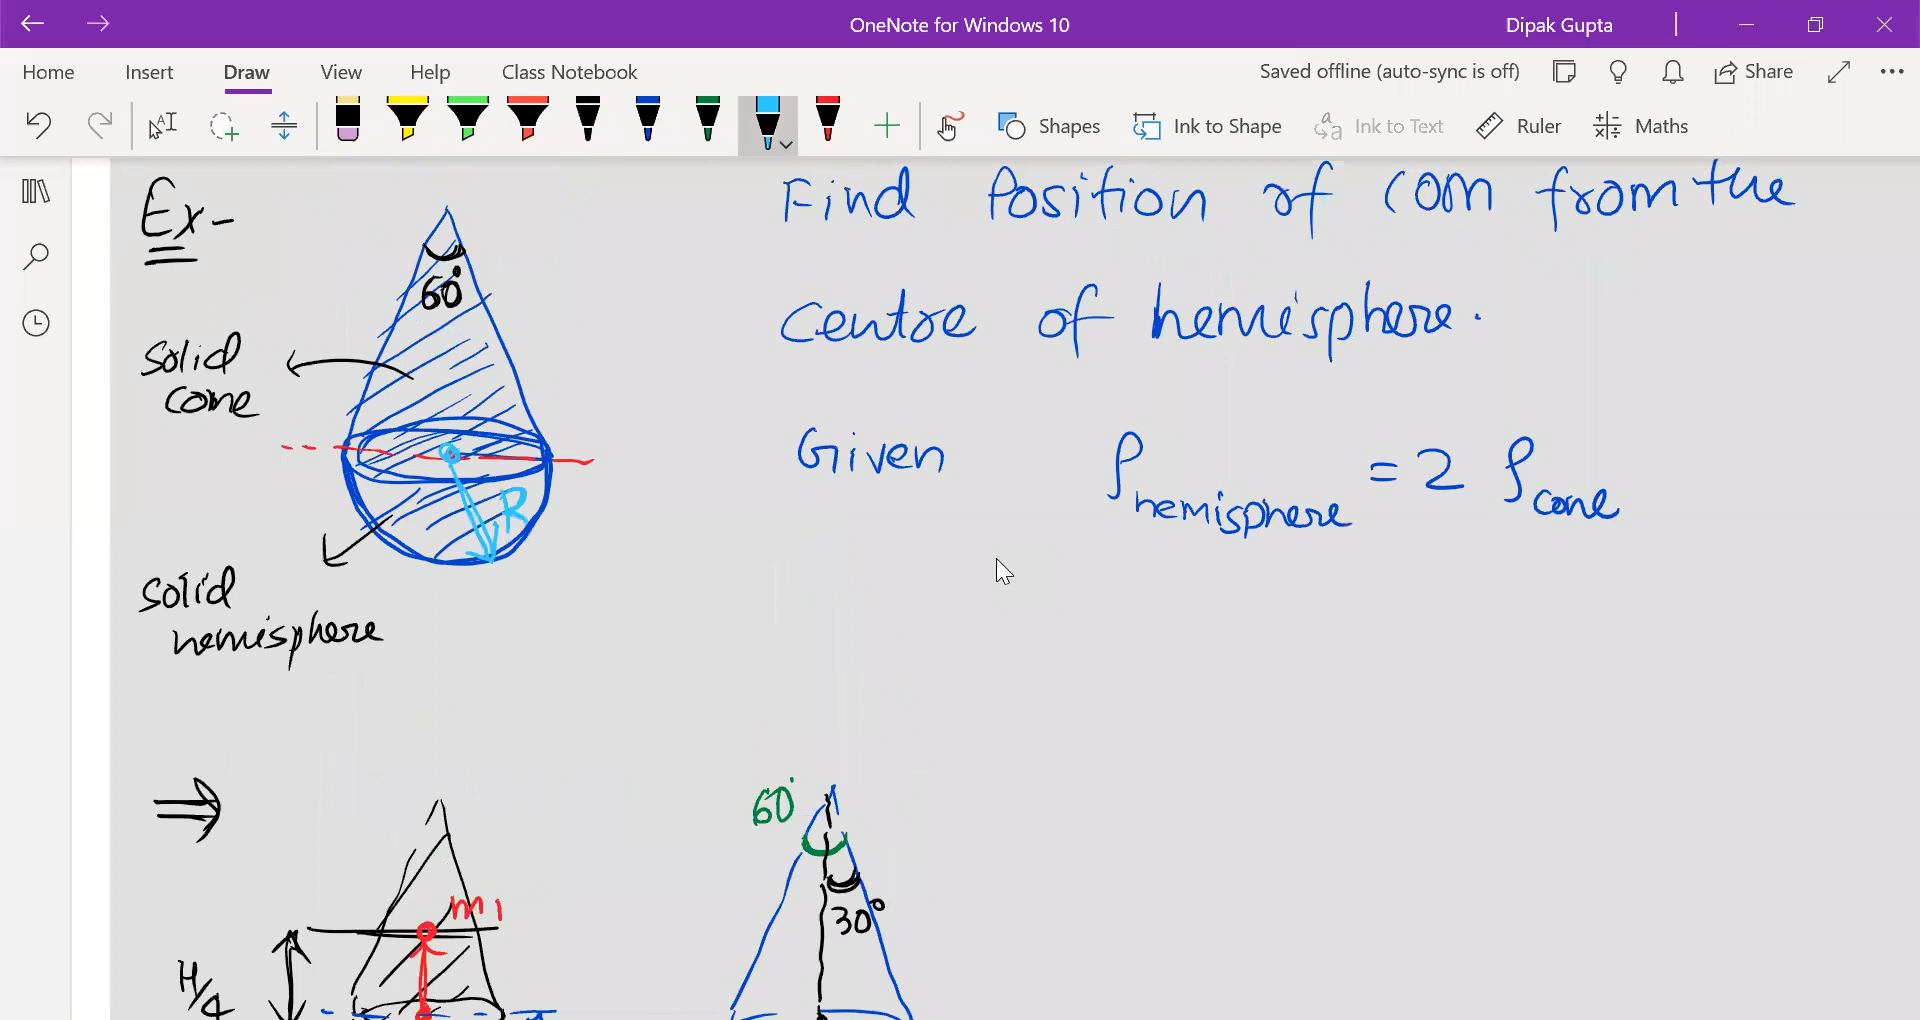 OneNote for Windows 10
Dipak Gupta
Home Insert Draw View Help Class Notebook
Saved offline (auto-sync is off)
Share
Shapes
Ink to Shape
Ink to Text
Ruler
Maths
Ex-
Find Position of COM from the
60°
centre of hemisphere.
solid
cone
Given ρhemisphere = 2 ρcone
R
solid
hemisphere
⇒
60°
m1
30°
H/4